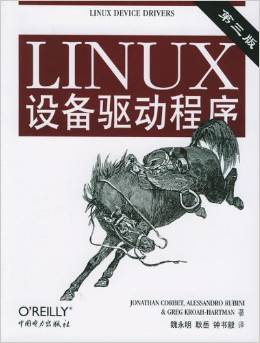 LINUX DEVICE DRIVERS
第三版
LINUX
设备驱动程序
JONATHAN CORBET, ALESSANDRO RUBINI
& GREG KROAH-HARTMAN 著
魏永明 耿岳 钟书毅 译
O'REILLY
中国电力出版社